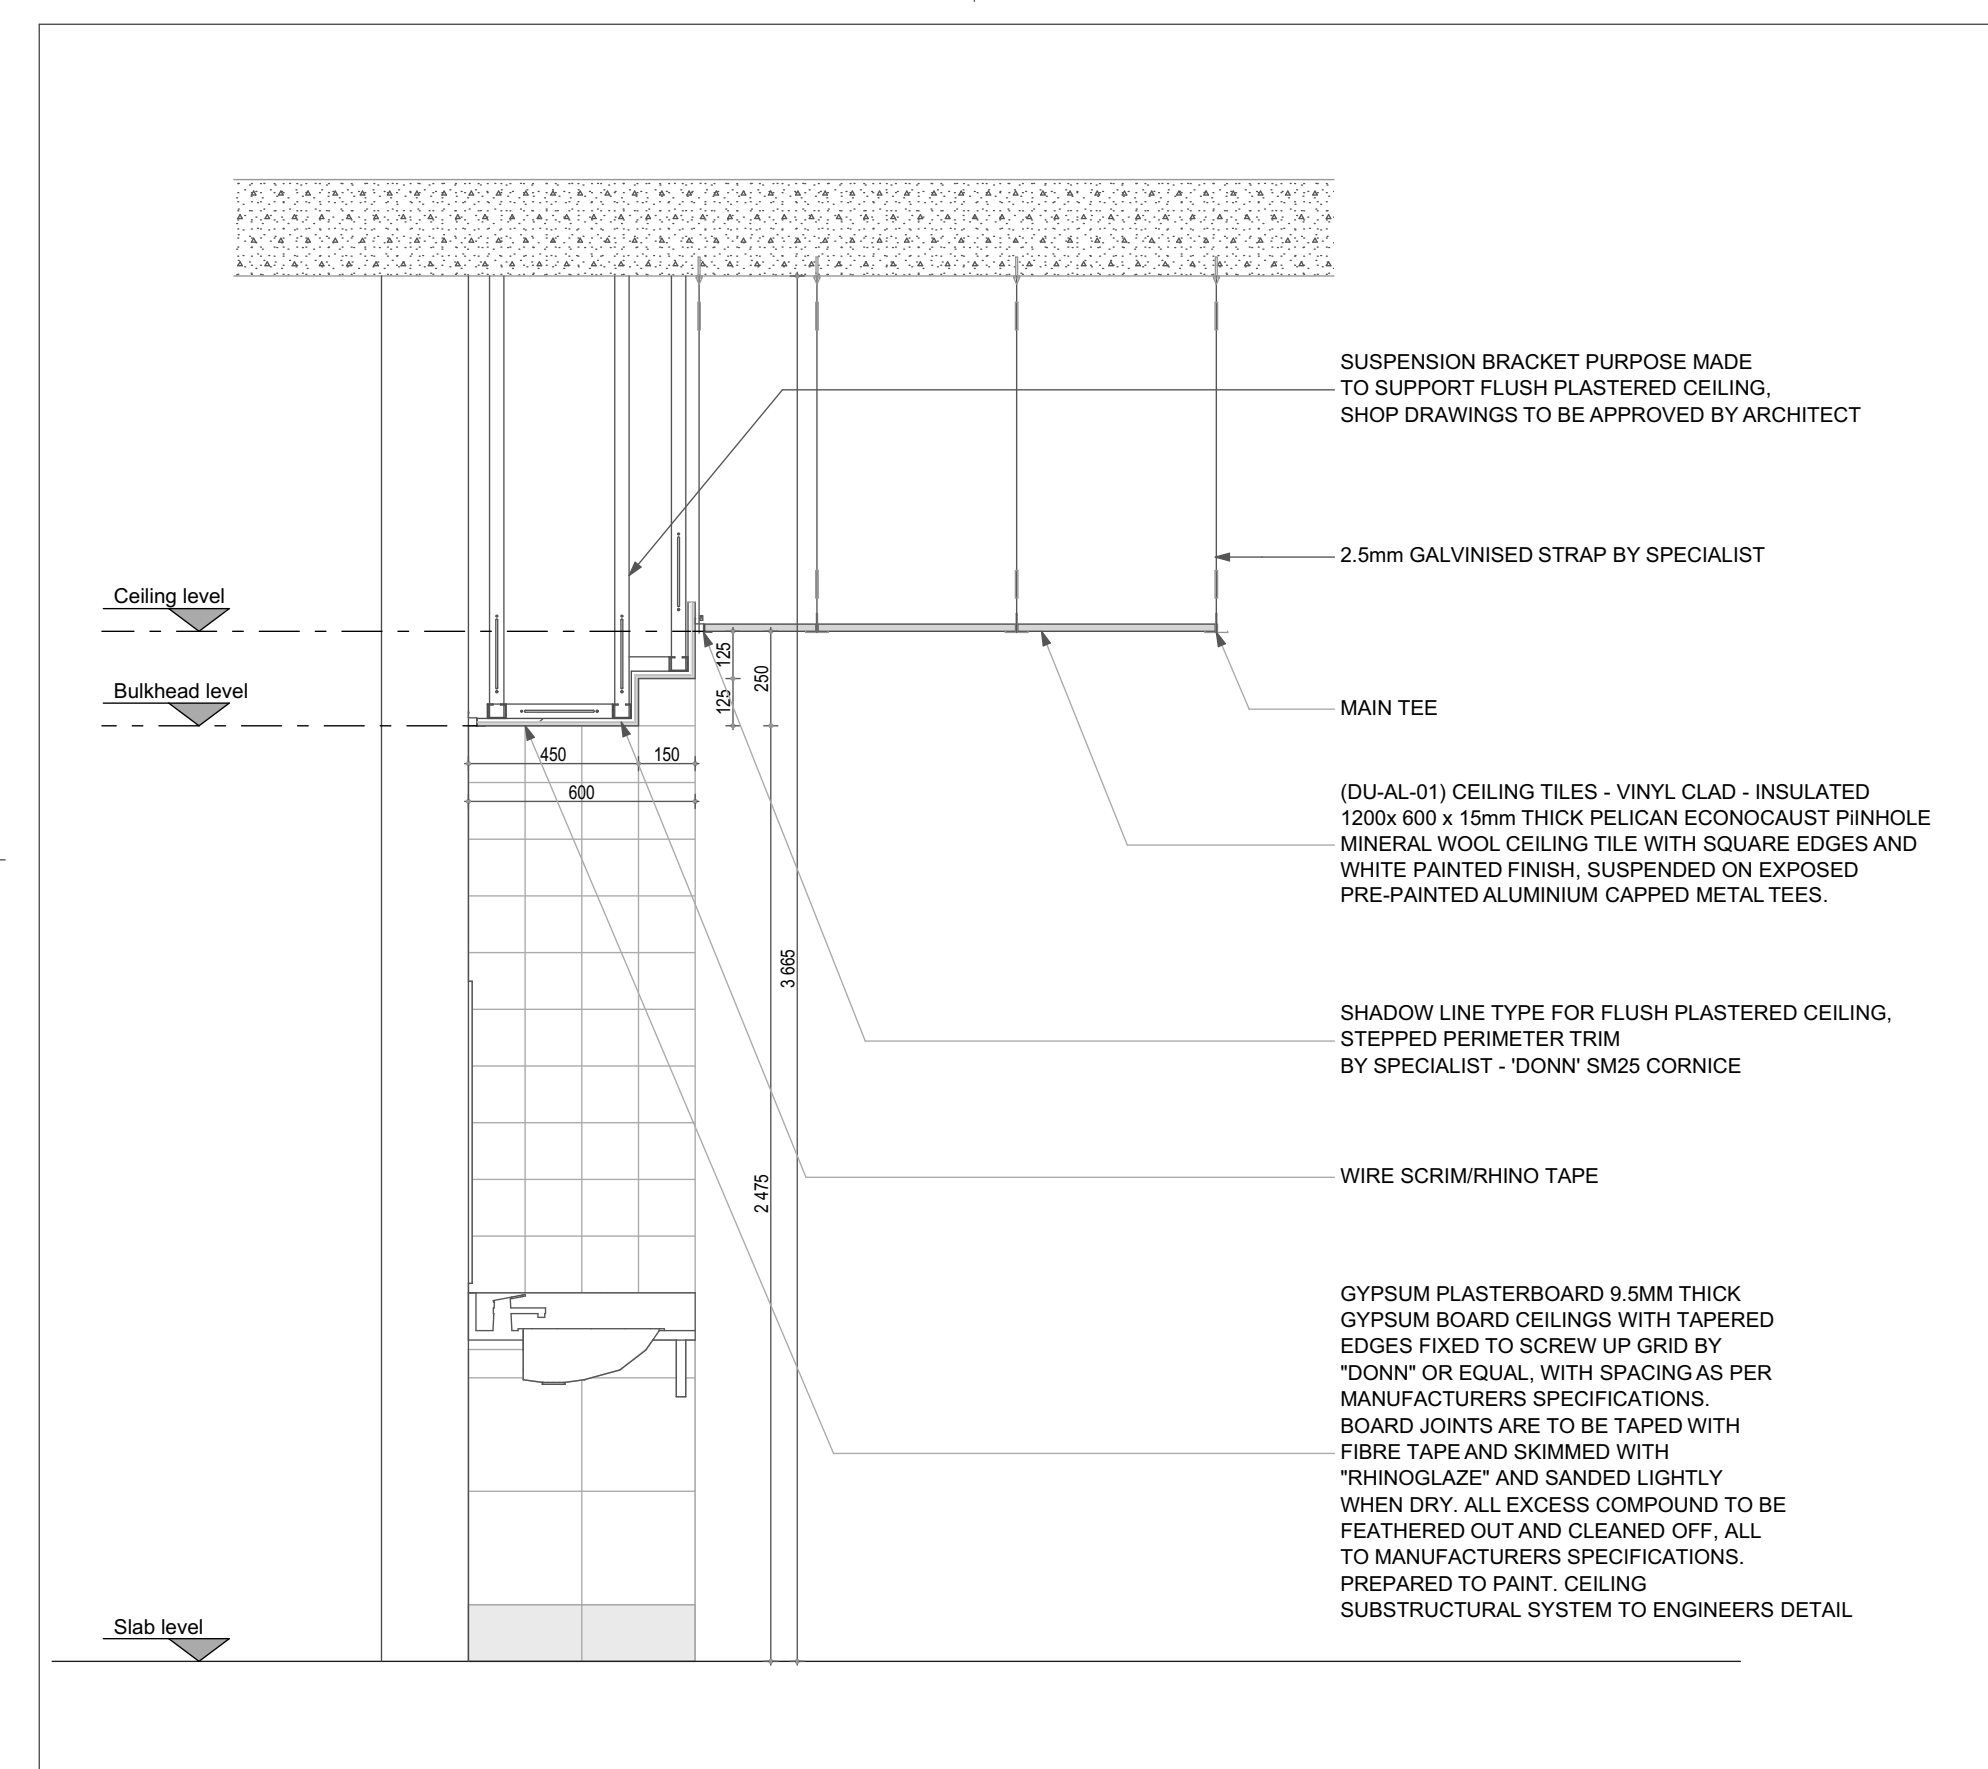 SUSPENSION BRACKET PURPOSE MADE
TO SUPPORT FLUSH PLASTERED CEILING,
SHOP DRAWINGS TO BE APPROVED BY ARCHITECT
2.5mm GALVINISED STRAP BY SPECIALIST
Ceiling level
Bulkhead level
125
125
250
450
150
600
MAIN TEE
(DU-AL-01) CEILING TILES - VINYL CLAD - INSULATED
1200x 600 x 15mm THICK PELICAN ECONOCAUST PiINHOLE
MINERAL WOOL CEILING TILE WITH SQUARE EDGES AND
WHITE PAINTED FINISH, SUSPENDED ON EXPOSED
PRE-PAINTED ALUMINIUM CAPPED METAL TEES.
3 665
SHADOW LINE TYPE FOR FLUSH PLASTERED CEILING,
STEPPED PERIMETER TRIM
BY SPECIALIST - 'DONN' SM25 CORNICE
2 475
WIRE SCRIM/RHINO TAPE
GYPSUM PLASTERBOARD 9.5MM THICK
GYPSUM BOARD CEILINGS WITH TAPERED
EDGES FIXED TO SCREW UP GRID BY
"DONN" OR EQUAL, WITH SPACING AS PER
MANUFACTURERS SPECIFICATIONS.
BOARD JOINTS ARE TO BE TAPED WITH
FIBRE TAPE AND SKIMMED WITH
"RHINOGLAZE" AND SANDED LIGHTLY
WHEN DRY. ALL EXCESS COMPOUND TO BE
FEATHERED OUT AND CLEANED OFF, ALL
TO MANUFACTURERS SPECIFICATIONS.
PREPARED TO PAINT. CEILING
SUBSTRUCTURAL SYSTEM TO ENGINEERS DETAIL
Slab level